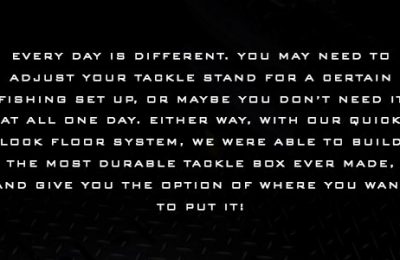 EVERY DAY IS DIFFERENT. YOU MAY NEED TO
ADJUST YOUR TACKLE STAND FOR A CERTAIN
FISHING SET UP, OR MAYBE YOU DON'T NEED IT
AT ALL ONE DAY. EITHER WAY, WITH OUR QUICK
LOOK FLOOR SYSTEM, WE WERE ABLE TO BUILD
THE MOST DURABLE TACKLE BOX EVER MADE,
AND GIVE YOU THE OPTION OF WHERE YOU WAN
TO PUT IT!